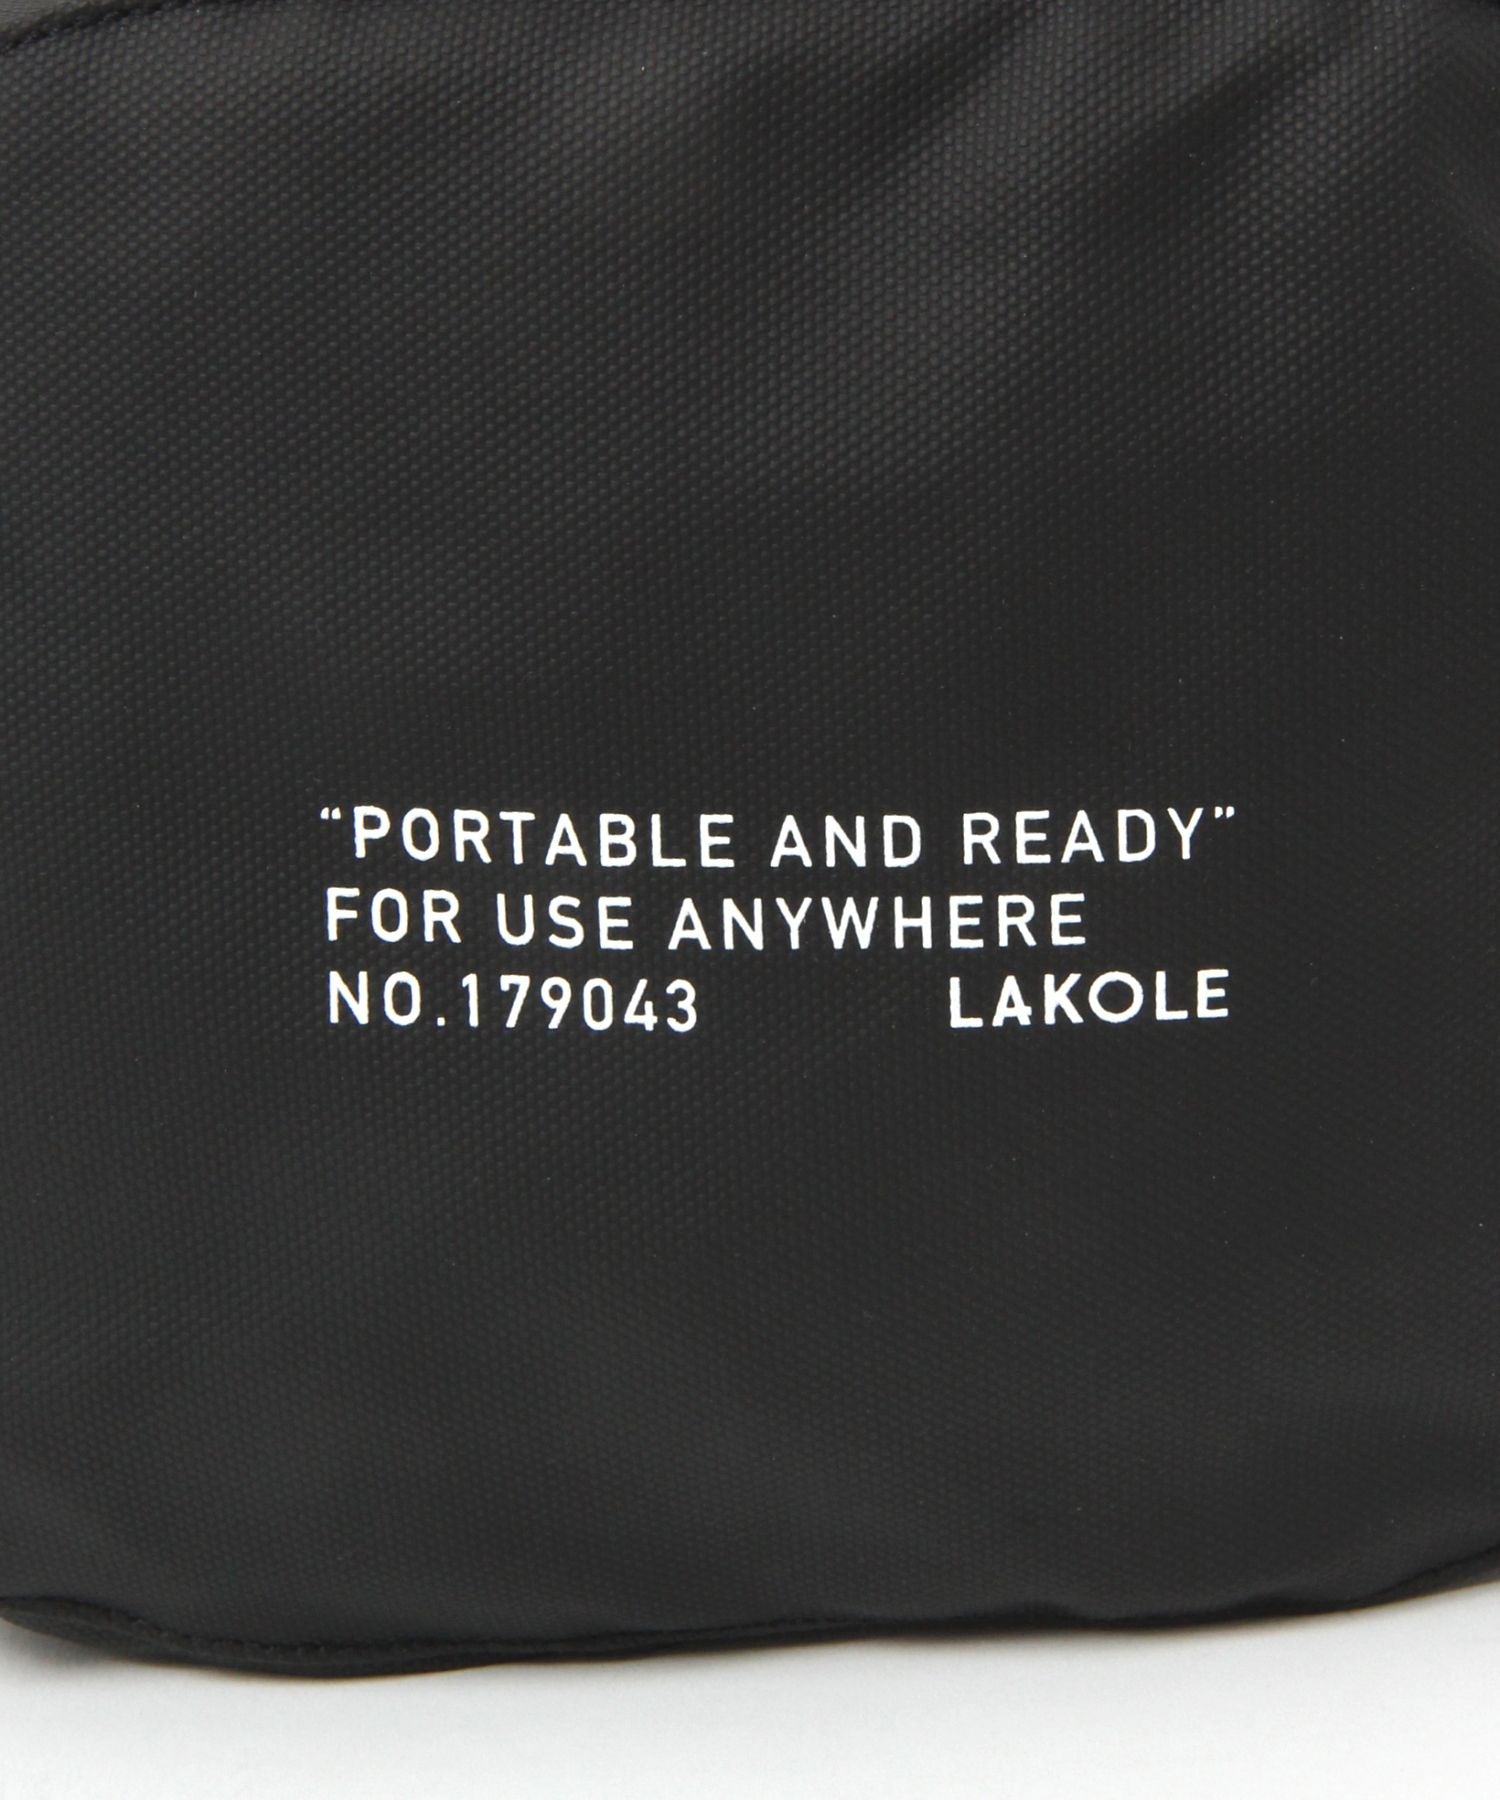 “PORTABLE AND READY”
FOR USE ANYWHERE
NO.179043 LAKOLE